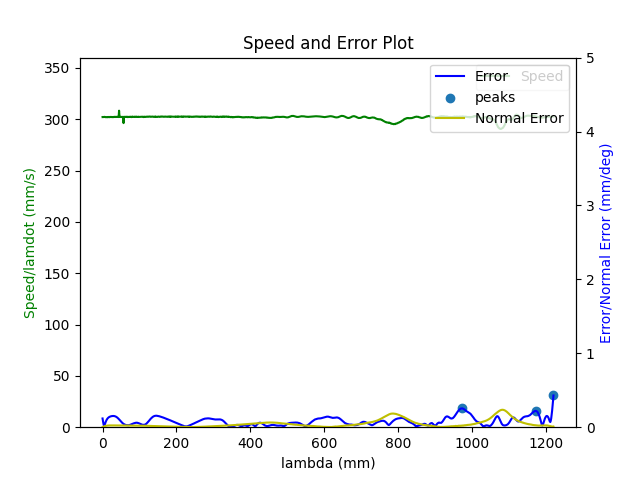 Speed and Error Plot
350
300
250
200
150
100
50
0
Speed/lamdot (mm/s)
0
200
400
600
800
1000
1200
lambda (mm)
5
4
3
2
1
0
Error/Normal Error (mm/deg)
Error
Speed
peaks
Normal Error